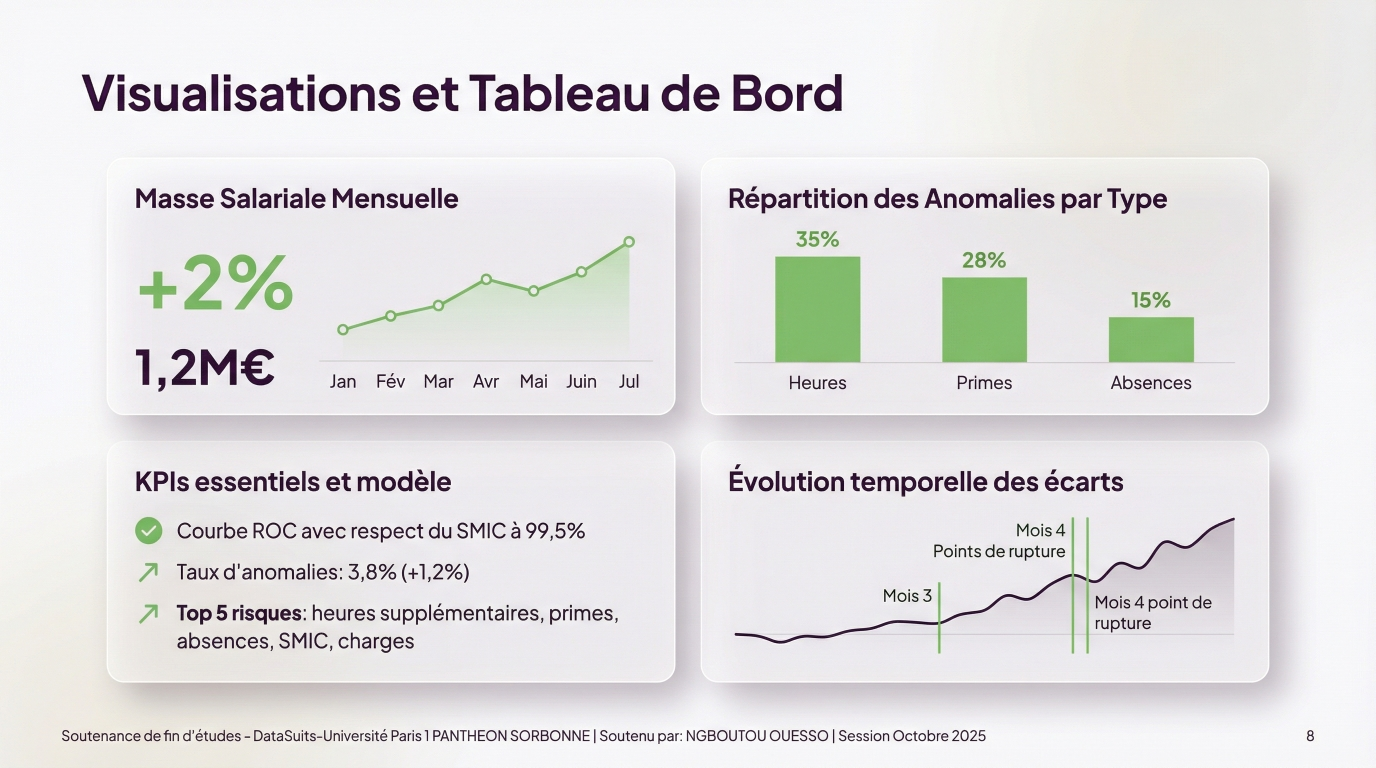 Visualisations et Tableau de Bord
Masse Salariale Mensuelle
+2%
1,2M€
Jan Fév Mar Avr Mai Juin Jul
Répartition des Anomalies par Type
35%
28%
15%
Heures Primes Absences
KPIs essentiels et modèle
Courbe ROC avec respect du SMIC à 99,5%
Taux d'anomalies: 3,8% (+1,2%)
Top 5 risques: heures supplémentaires, primes,
absences, SMIC, charges
Évolution temporelle des écarts
Mois 4
Points de rupture
Mois 3
Mois 4 point de
rupture
Soutenance de fin d'études - DataSuits-Université Paris 1 PANTHEON SORBONNE | Soutenu par: NGBOUTOU OUESSO | Session Octobre 2025
8